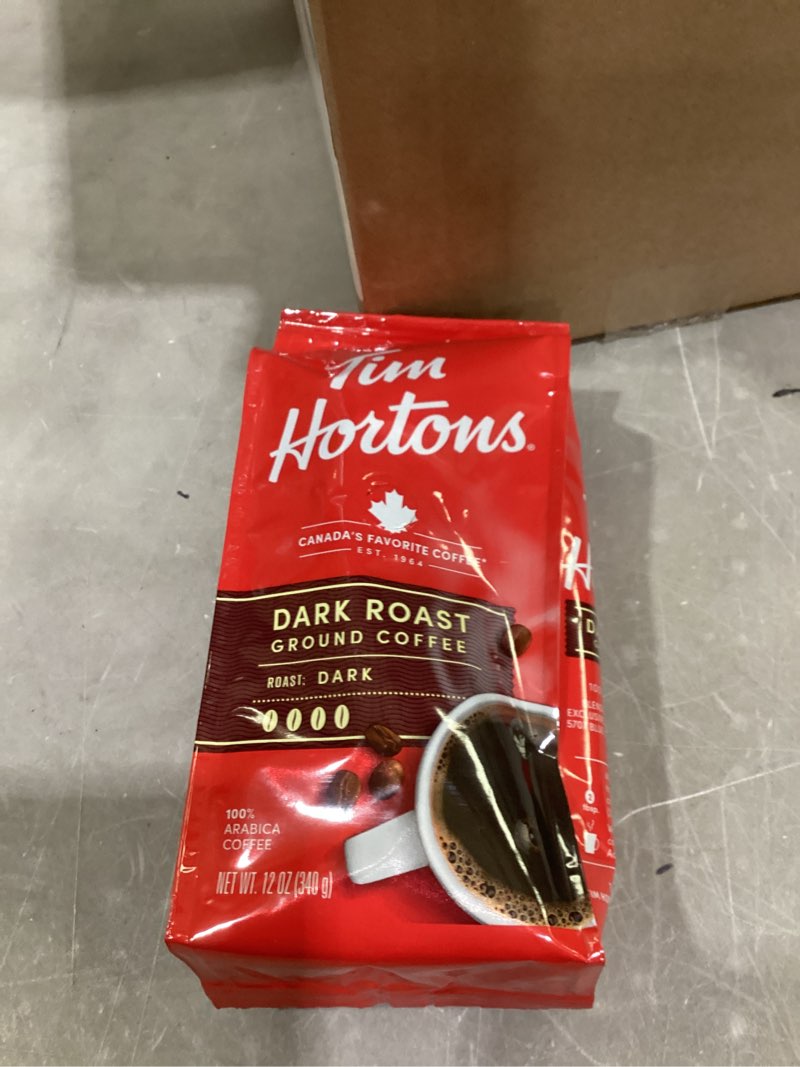 Tim
Hortons
CANADA'S FAVORITE COFFEE
EST. 1964
DARK ROAST
GROUND COFFEE
ROAST: DARK
100%
ARABICA
COFFEE
NET WT. 12 OZ (340 g)
H
D